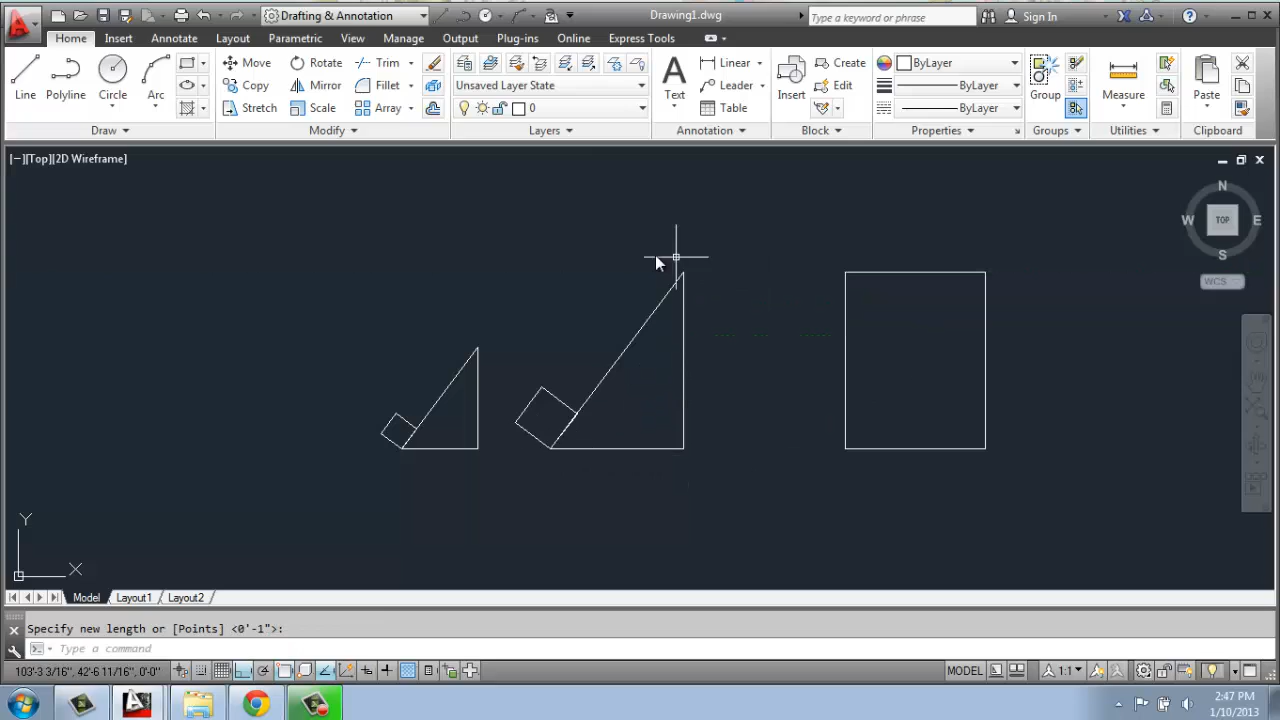 Drafting & Annotation
Drawing1.dwg
Type a keyword or phrase
Sign In
Home Insert Annotate Layout Parametric View Manage Output Plug-ins Online Express Tools
Line Polyline Circle Arc
Move Rotate Trim
Copy Mirror Fillet
Stretch Scale Array
Unsaved Layer State
0
Text
Linear
Leader
Table
Insert
Create
Edit
ByLayer
ByLayer
ByLayer
Group
Measure
Paste
Draw Modify Layers Annotation Block Properties Groups Utilities Clipboard
[−][Top][2D Wireframe]
N
W TOP E
S
WCS
Y
X
Model Layout1 Layout2
Specify new length or [Points] <0'-1">:
Type a command
103'-3 3/16", 42'-6 11/16", 0'-0"
MODEL
1:1
2:47 PM
1/10/2013